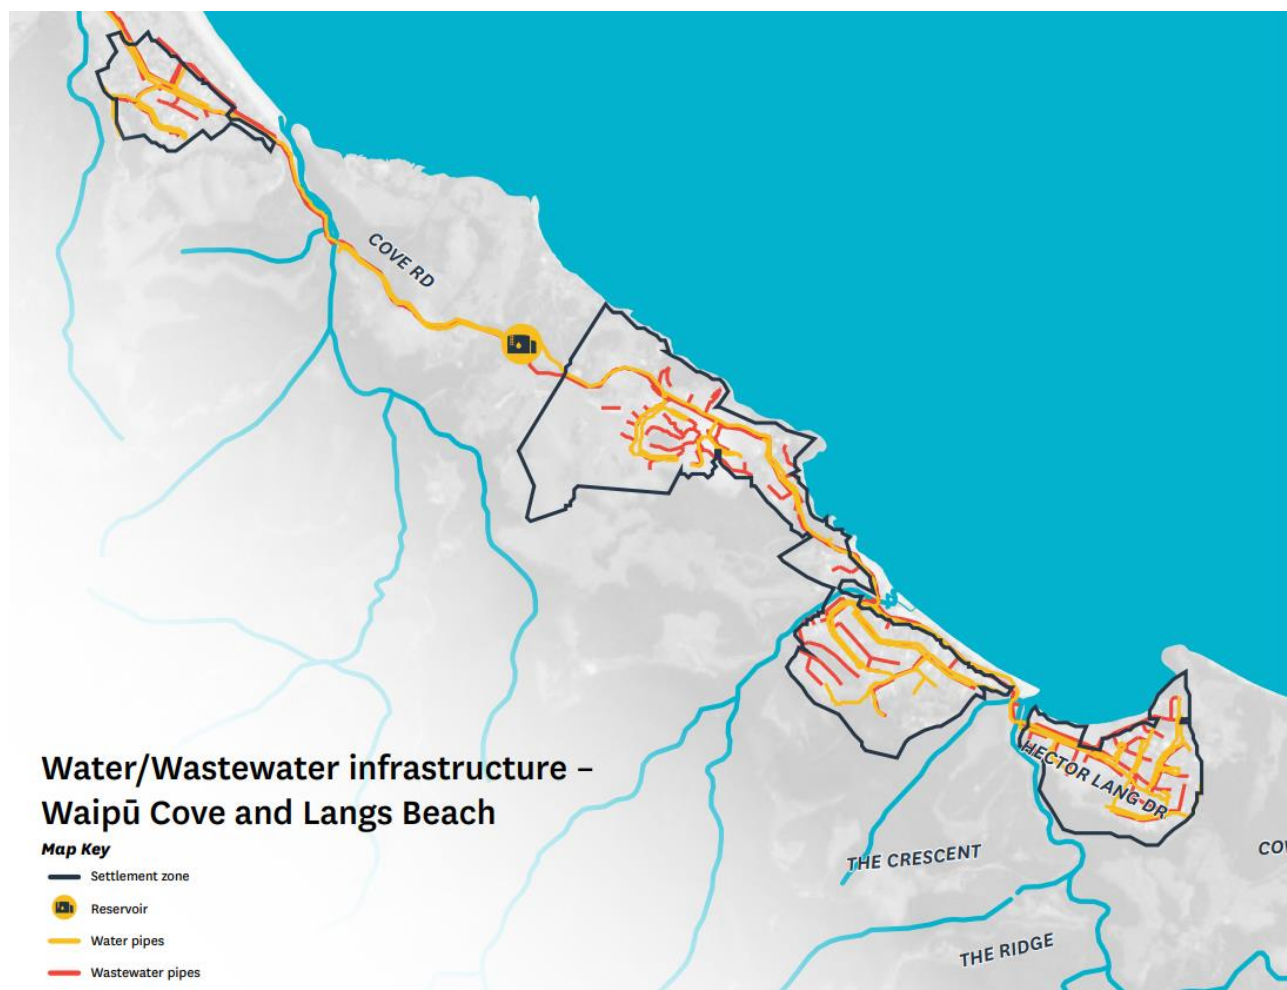 COVE RD
HECTOR LANG DR
THE CRESCENT
THE RIDGE
Water/Wastewater infrastructure –
Waipū Cove and Langs Beach
Map Key
Settlement zone
Reservoir
Water pipes
Wastewater pipes